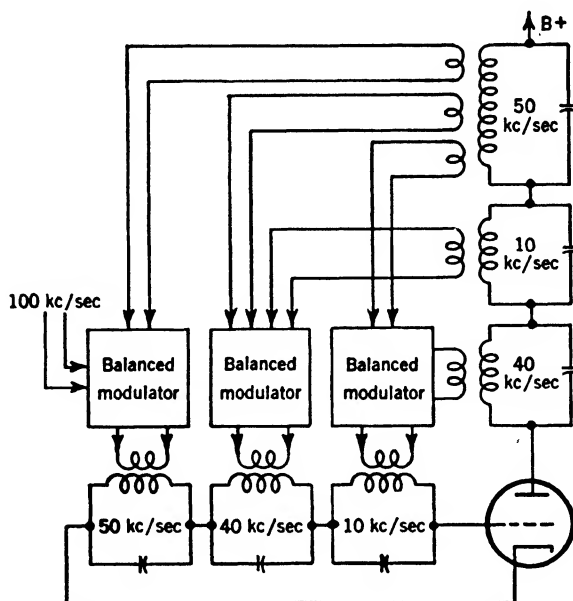 B+
50
kc/sec
10
kc/sec
40
kc/sec
100 kc/sec
Balanced
modulator
Balanced
modulator
Balanced
modulator
50 kc/sec
40 kc/sec
10 kc/sec